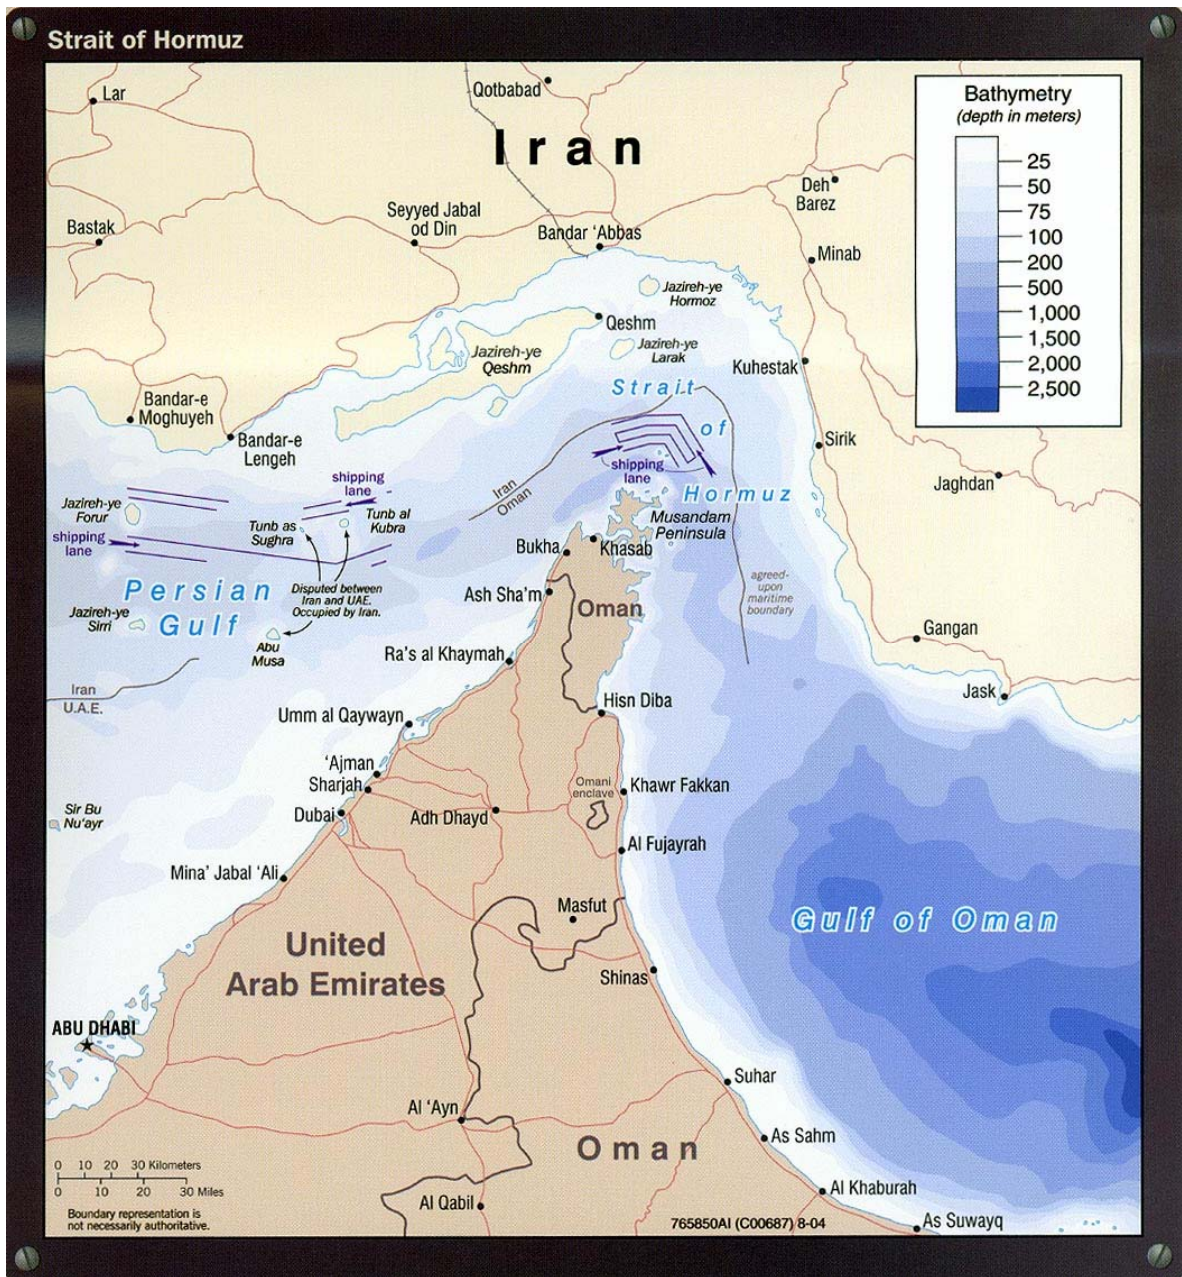 Strait of Hormuz
Lar
Qotbabad
Iran
Bathymetry
(depth in meters)
25
50
75
100
200
500
1,000
1,500
2,000
2,500
Deh
Barez
Bastak
Seyyed Jabal
od Din
Bandar ‘Abbas
Minab
Jazireh-ye
Hormoz
Qeshm
Jazireh-ye
Qeshm
Jazireh-ye
Larak
Kuhestak
Strait
of
Hormuz
Bandar-e
Moghuyeh
Bandar-e
Lengeh
Sirik
shipping
lane
Jaghdan
Iran
Oman
shipping
lane
Jazireh-ye
Forur
Tunb as
Sughra
Tunb al
Kubra
Musandam
Peninsula
shipping
lane
Bukha
Khasab
Persian
Gulf
Disputed between
Iran and UAE.
Occupied by Iran.
Ash Sha’m
Oman
agreed-
upon
maritime
boundary
Jazireh-ye
Sirri
Abu
Musa
Gangan
Ra’s al Khaymah
Iran
U.A.E.
Jask
Hisn Diba
Umm al Qaywayn
‘Ajman
Sharjah
Dubai
Omani
enclave
Khawr Fakkan
Sir Bu
Nu‘ayr
Adh Dhayd
Al Fujayrah
Mina’ Jabal ‘Ali
Masfut
Gulf of Oman
United
Arab Emirates
Shinas
ABU DHABI
Suhar
Al ‘Ayn
As Sahm
Oman
0 10 20 30 Kilometers
0 10 20 30 Miles
Al Khaburah
Al Qabil
Boundary representation is
not necessarily authoritative.
765850AI (C00687) 8-04
As Suwayq